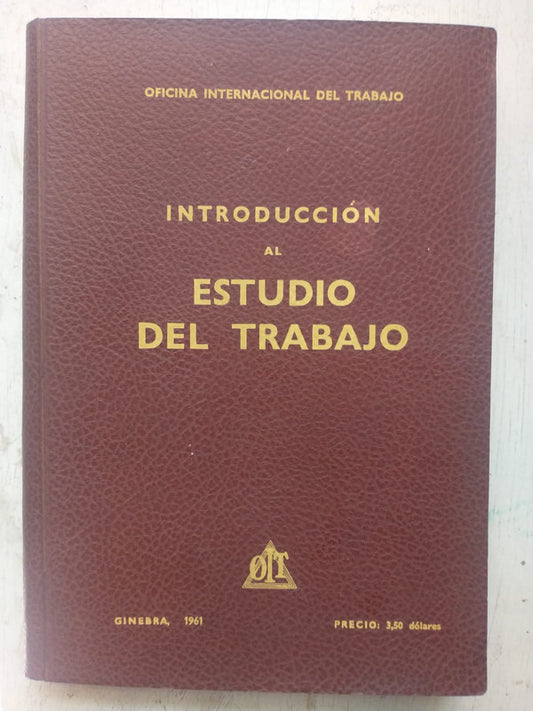 OFICINA INTERNACIONAL DEL TRABAJO
INTRODUCCIÓN
AL
ESTUDIO
DEL TRABAJO
OIT
GINEBRA, 1961
PRECIO: 3,50 dólares